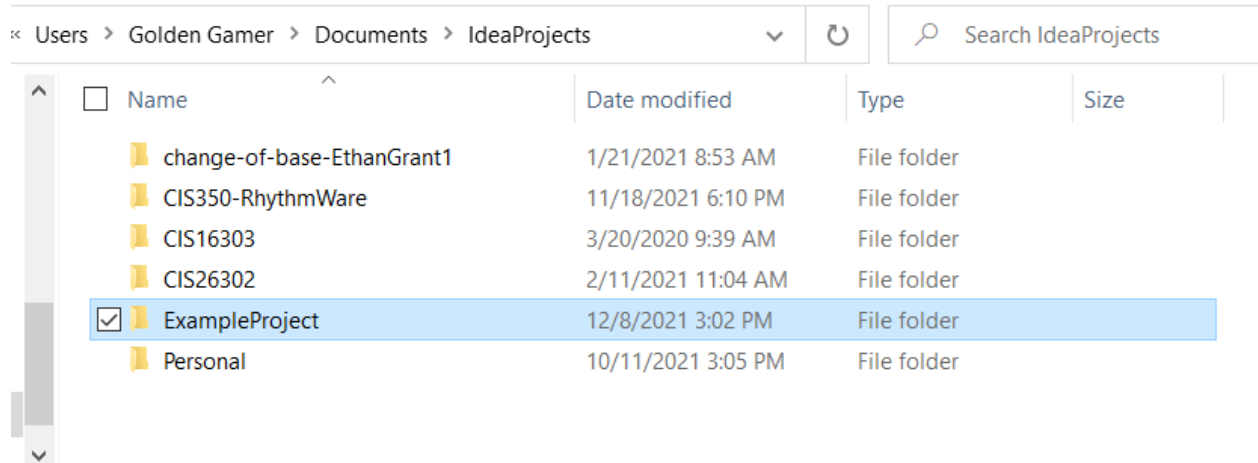 « Users > Golden Gamer > Documents > IdeaProjects Search IdeaProjects
Name Date modified Type Size
change-of-base-EthanGrant1 1/21/2021 8:53 AM File folder
CIS350-RhythmWare 11/18/2021 6:10 PM File folder
CIS16303 3/20/2020 9:39 AM File folder
CIS26302 2/11/2021 11:04 AM File folder
ExampleProject 12/8/2021 3:02 PM File folder
Personal 10/11/2021 3:05 PM File folder